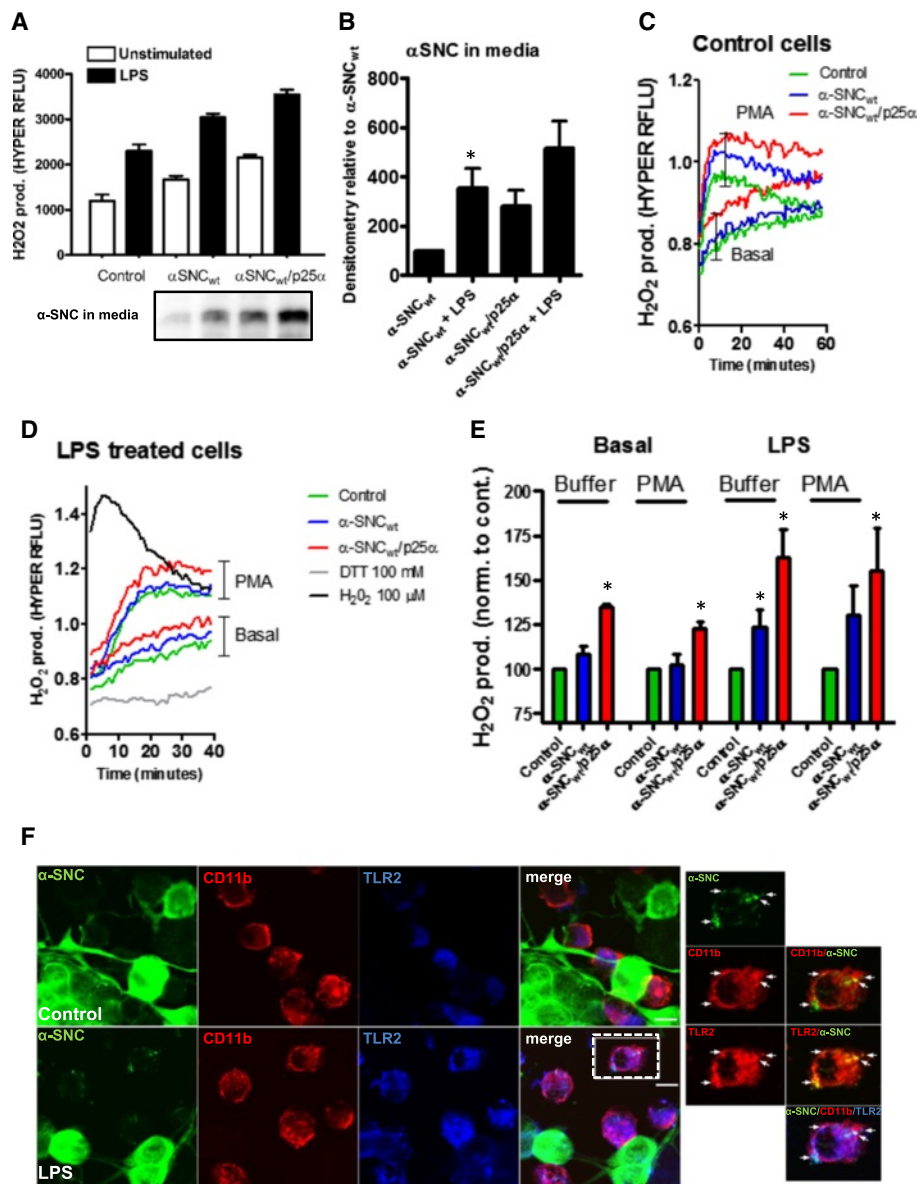 A
Unstimulated
LPS
H2O2 prod. (HYPER RFLU)
4000
3000
2000
1000
0
Control
αSNCwt
αSNCwt/p25α
α-SNC in media
B
αSNC in media
Densitometry relative to α-SNCwt
800
600
400
200
0
*
α-SNCwt
α-SNCwt + LPS
α-SNCwt/p25α
α-SNCwt/p25α + LPS
C
Control cells
Control
α-SNCwt
α-SNCwt/p25α
H₂O₂ prod. (HYPER RFLU)
1.2
1.0
0.8
0.6
PMA
Basal
0 20 40 60
Time (minutes)
D
LPS treated cells
H₂O₂ prod. (HYPER RFLU)
1.4
1.2
1.0
0.8
0.6
0 10 20 30 40
Time (minutes)
Control
α-SNCwt
α-SNCwt/p25α
DTT 100 mM
H₂O₂ 100 µM
PMA
Basal
E
Basal LPS
Buffer PMA Buffer PMA
H₂O₂ prod. (norm. to cont.)
200
175
150
125
100
75
* * * * *
Control
α-SNCwt
α-SNCwt/p25α
Control
α-SNCwt
α-SNCwt/p25α
Control
α-SNCwt
α-SNCwt/p25α
Control
α-SNCwt
α-SNCwt/p25α
F
α-SNC CD11b TLR2 merge
Control
α-SNC CD11b TLR2 merge
LPS
α-SNC
CD11b CD11b/α-SNC
TLR2 TLR2/α-SNC
α-SNC/CD11b/TLR2